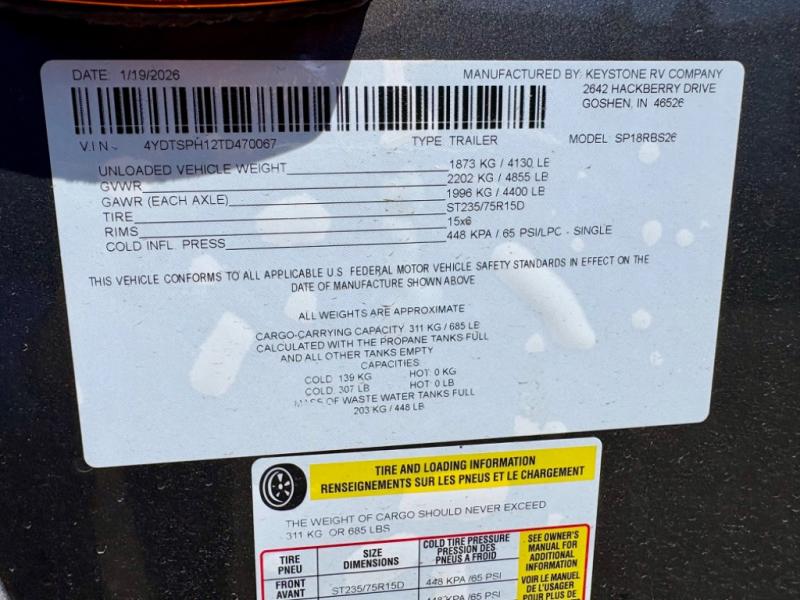 DATE: 1/19/2026
MANUFACTURED BY: KEYSTONE RV COMPANY
2642 HACKBERRY DRIVE
GOSHEN, IN 46526
V.I.N.- 4YDTSPH12TD470067 TYPE TRAILER MODEL SP18RBS26
UNLOADED VEHICLE WEIGHT 1873 KG / 4130 LB
GVWR 2202 KG / 4855 LB
GAWR (EACH AXLE) 1996 KG / 4400 LB
TIRE ST235/75R15D
RIMS 15x6
COLD INFL. PRESS 448 KPA / 65 PSI/LPC - SINGLE
THIS VEHICLE CONFORMS TO ALL APPLICABLE U.S. FEDERAL MOTOR VEHICLE SAFETY STANDARDS IN EFFECT ON THE
DATE OF MANUFACTURE SHOWN ABOVE
ALL WEIGHTS ARE APPROXIMATE
CARGO-CARRYING CAPACITY 311 KG / 685 LB
CALCULATED WITH THE PROPANE TANKS FULL
AND ALL OTHER TANKS EMPTY
CAPACITIES
COLD: 139 KG HOT: 0 KG
COLD: 307 LB HOT: 0 LB
MASS OF WASTE WATER TANKS FULL
203 KG / 448 LB
TIRE AND LOADING INFORMATION
RENSEIGNEMENTS SUR LES PNEUS ET LE CHARGEMENT
THE WEIGHT OF CARGO SHOULD NEVER EXCEED
311 KG OR 685 LBS
TIRE
PNEU
SIZE
DIMENSIONS
COLD TIRE PRESSURE
PRESSION DES
PNEUS A FROID
SEE OWNER'S
MANUAL FOR
ADDITIONAL
INFORMATION
VOIR LE MANUEL
DE L'USAGER
POUR PLUS DE
FRONT
AVANT
ST235/75R15D
448 KPA /65 PSI
448 KPA /65 PSI